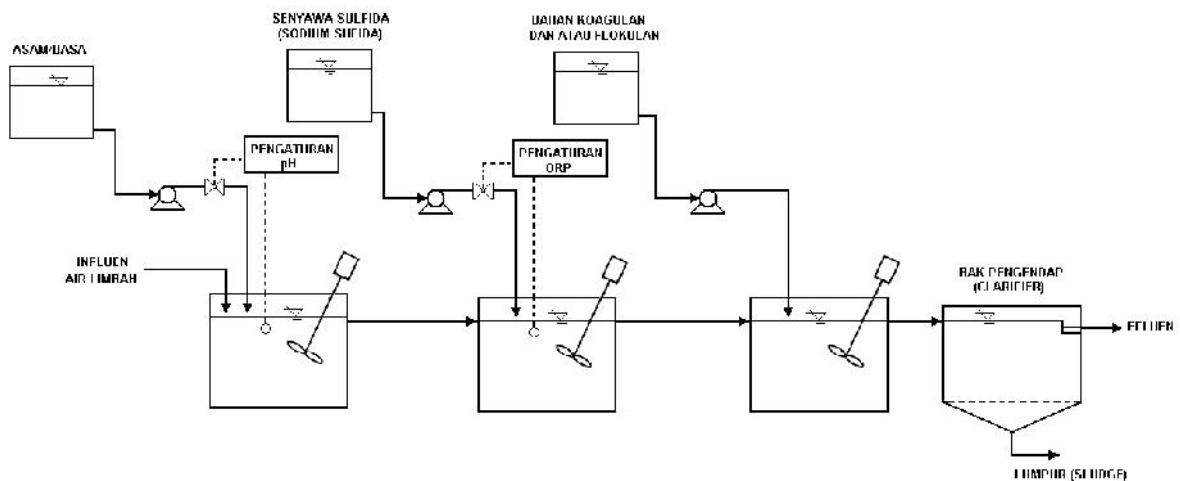 SENYAWA SULFIDA
(SODIUM SULFIDA)
BAHAN KOAGULAN
DAN ATAU FLOKULAN
ASAM/BASA
PENGATURAN
pH
PENGATURAN
ORP
INFLUEN
AIR LIMBAH
BAK PENGENDAP
(CLARIFIER)
EFLUEN
LUMPUR (SLUDGE)